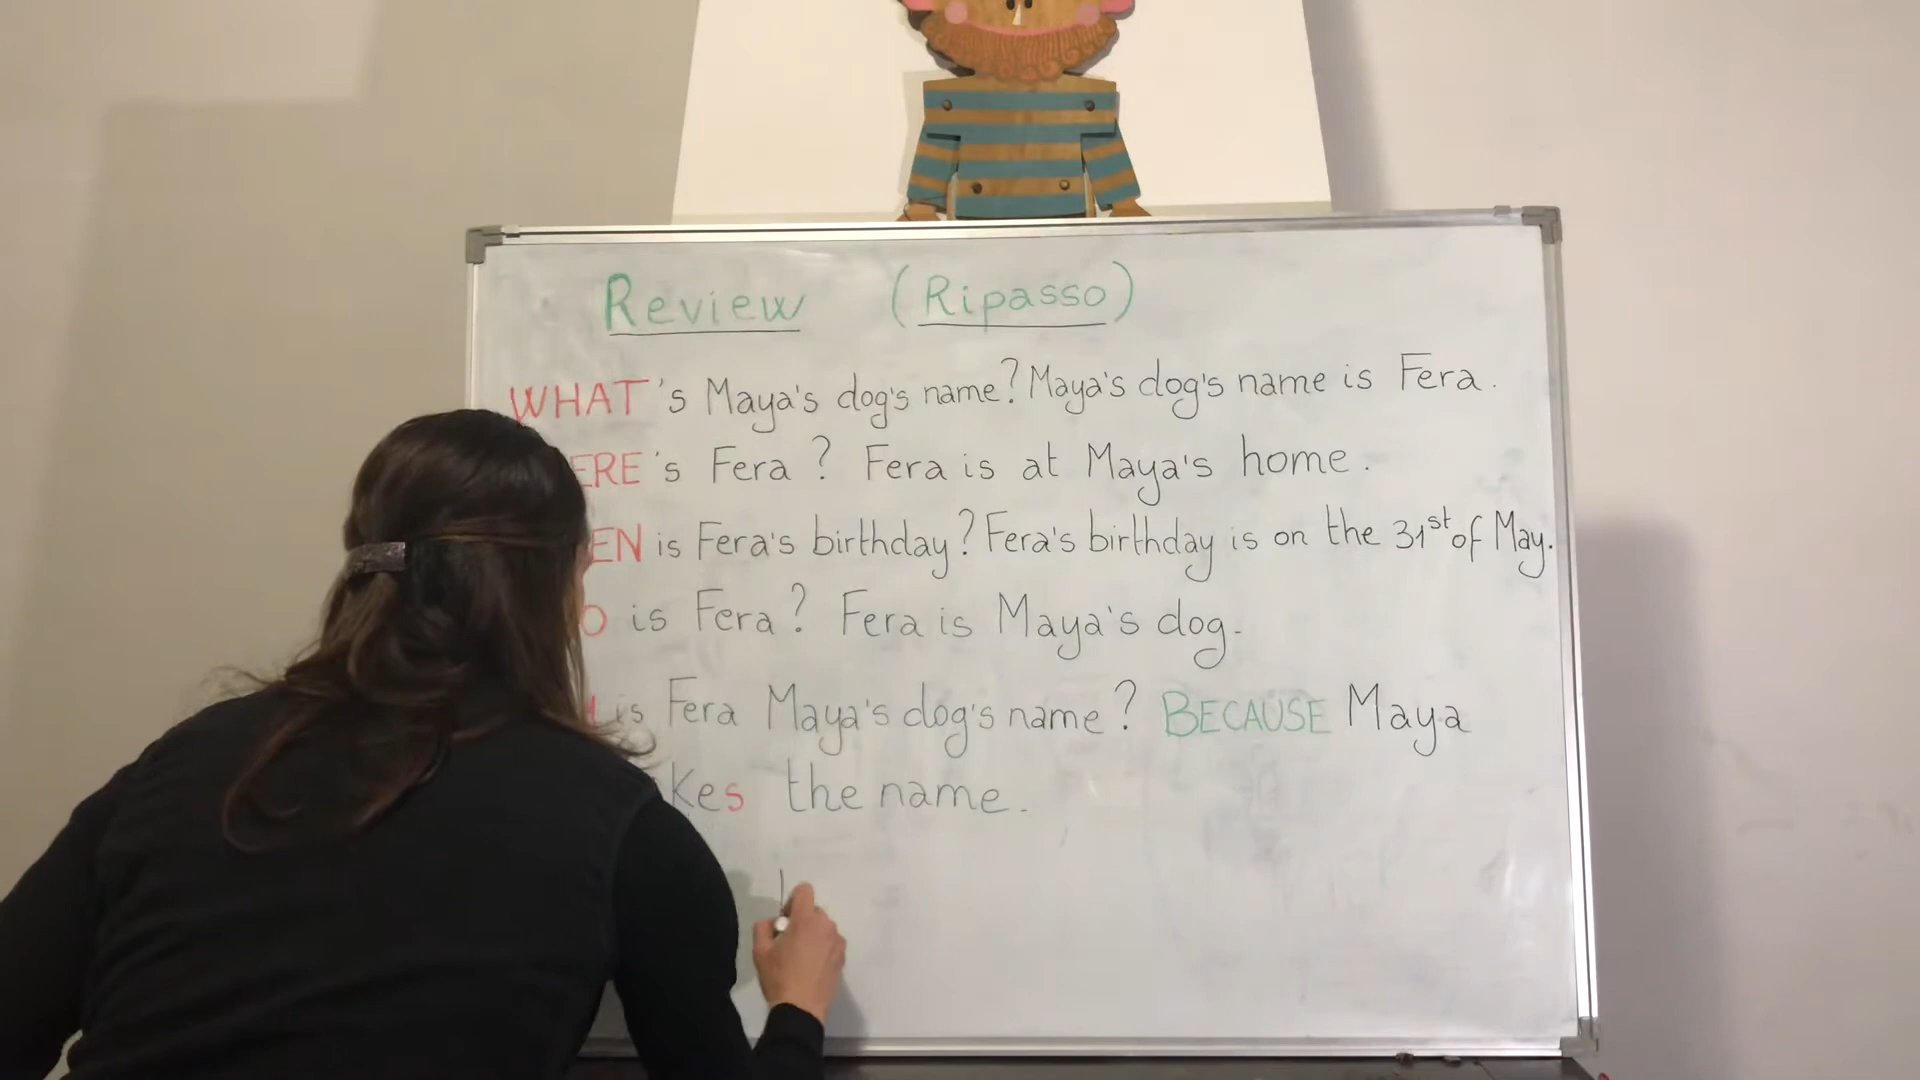 Review (Ripasso)
WHAT's Maya's dog's name? Maya's dog's name is Fera.
ERE's Fera? Fera is at Maya's home.
EN is Fera's birthday? Fera's birthday is on the 31st of May.
O is Fera? Fera is Maya's dog.
is Fera Maya's dog's name? BECAUSE Maya
kes the name.